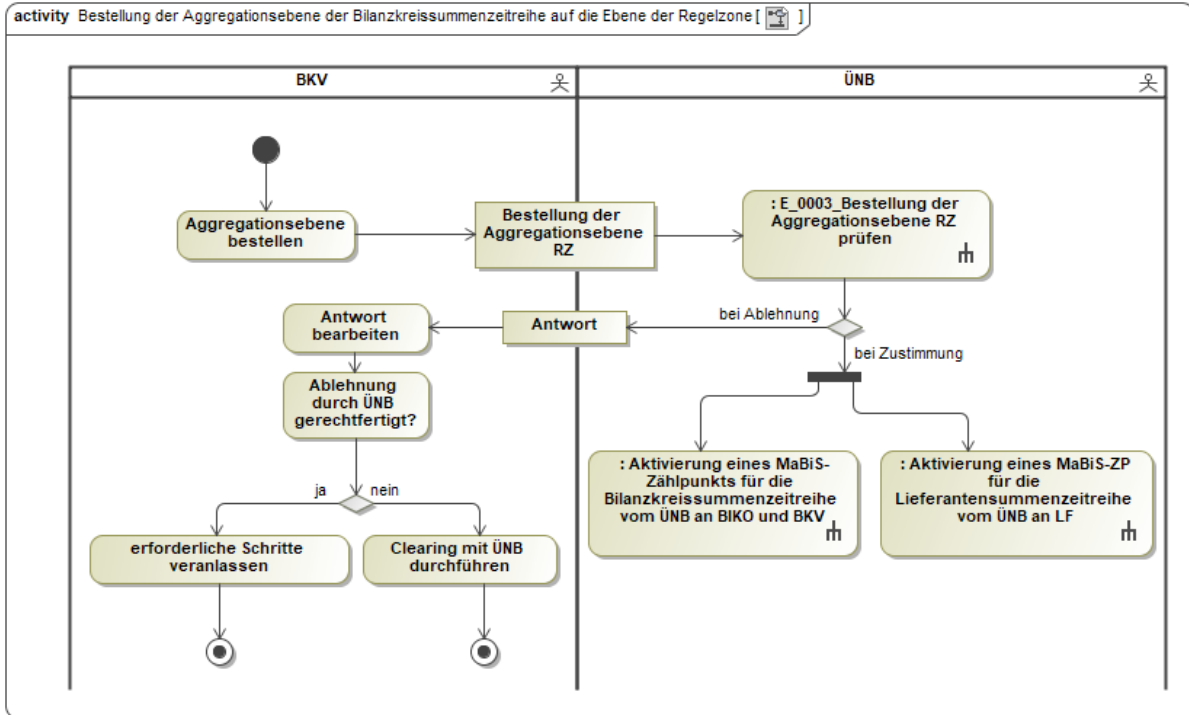 activity Bestellung der Aggregationsebene der Bilanzkreissummenzeitreihe auf die Ebene der Regelzone [ ]
BKV
ÜNB
Aggregationsebene
bestellen
Bestellung der
Aggregationsebene
RZ
: E_0003_Bestellung der
Aggregationsebene RZ
prüfen
bei Ablehnung
Antwort
Antwort
bearbeiten
bei Zustimmung
Ablehnung
durch ÜNB
gerechtfertigt?
: Aktivierung eines MaBiS-
Zählpunkts für die
Bilanzkreissummenzeitreihe
vom ÜNB an BIKO und BKV
: Aktivierung eines MaBiS-ZP
für die
Lieferantensummenzeitreihe
vom ÜNB an LF
ja
nein
erforderliche Schritte
veranlassen
Clearing mit ÜNB
durchführen